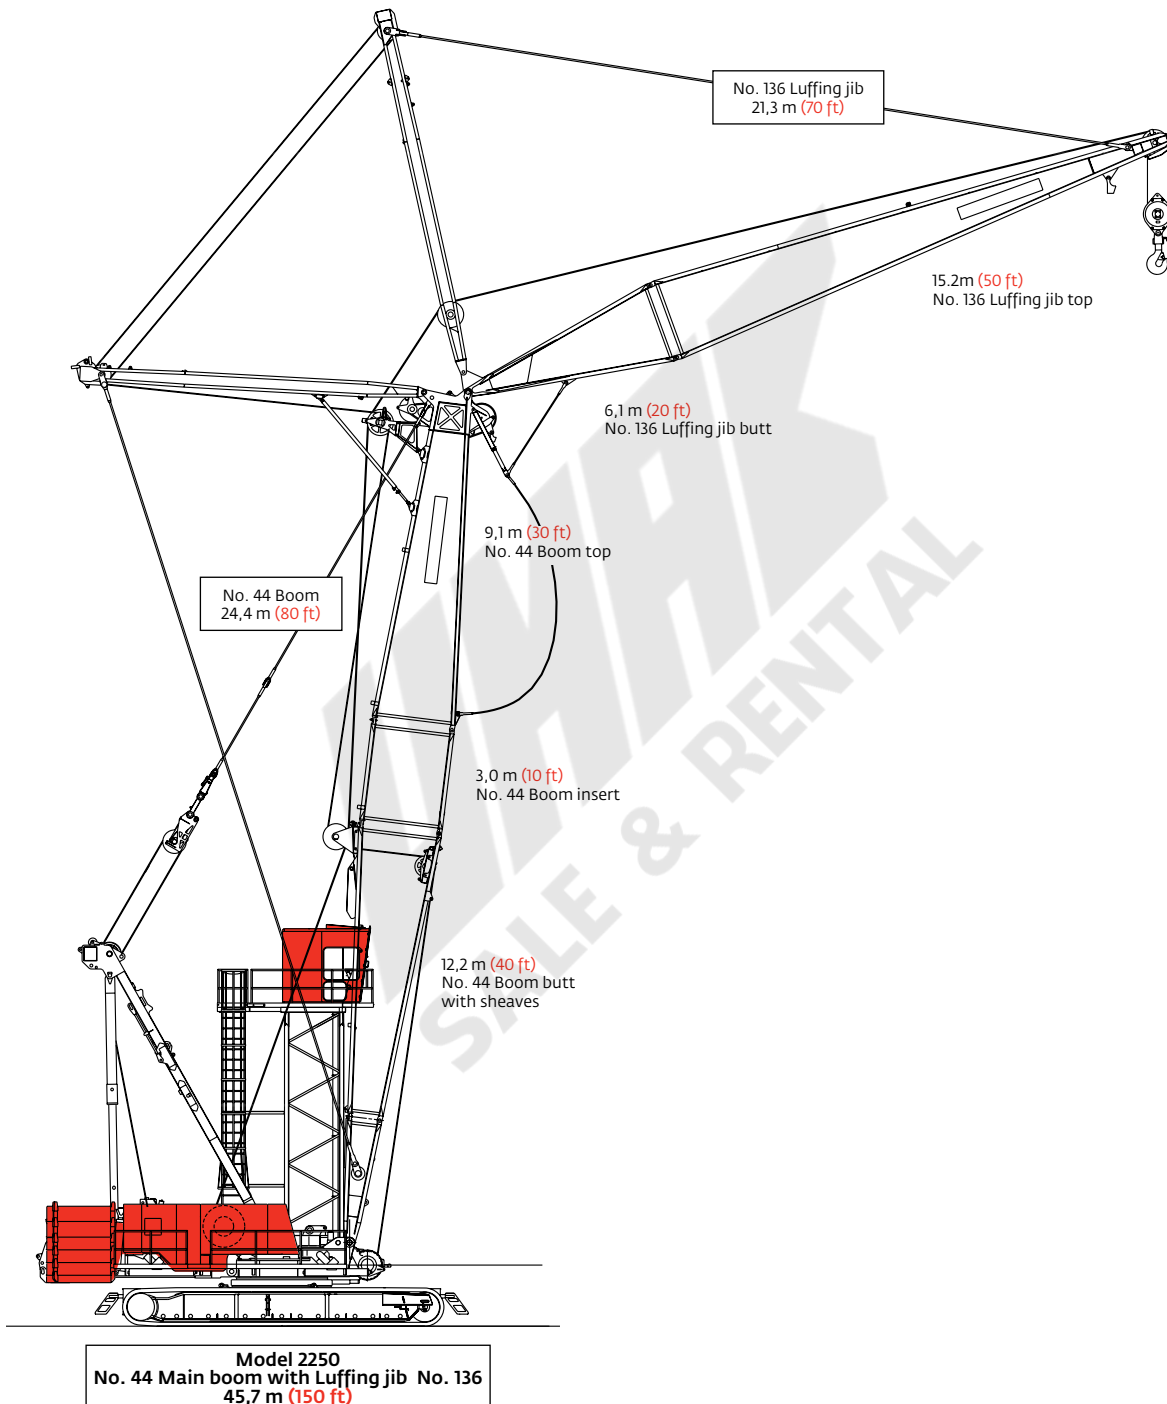 No. 136 Luffing jib
21,3 m (70 ft)
15.2m (50 ft)
No. 136 Luffing jib top
6,1 m (20 ft)
No. 136 Luffing jib butt
9,1 m (30 ft)
No. 44 Boom top
No. 44 Boom
24,4 m (80 ft)
3,0 m (10 ft)
No. 44 Boom insert
12,2 m (40 ft)
No. 44 Boom butt
with sheaves
SALE & RENTAL
Model 2250
No. 44 Main boom with Luffing jib No. 136
45,7 m (150 ft)